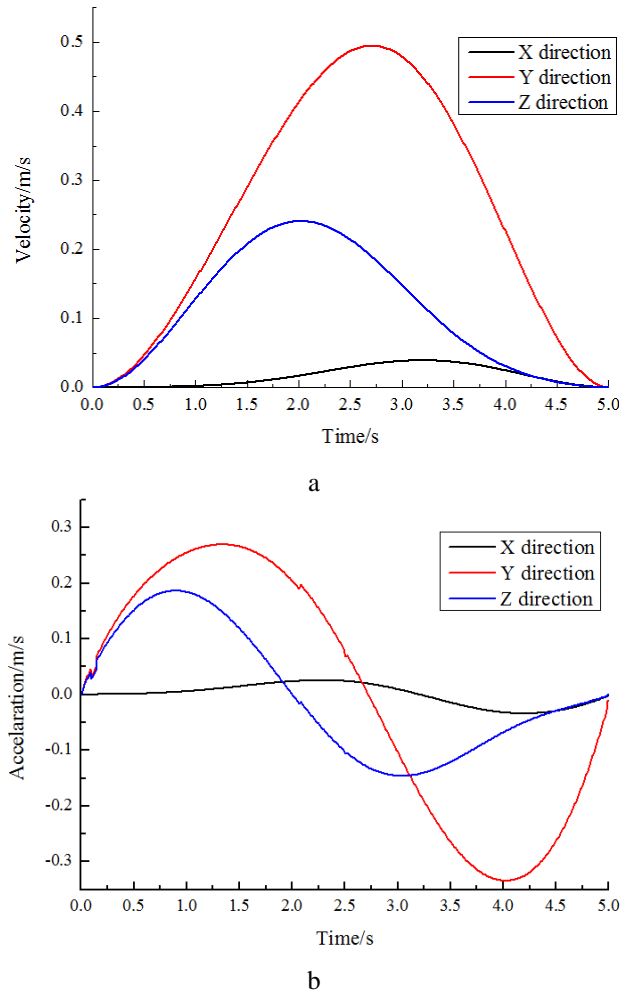 0.5
0.4
0.3
0.2
0.1
0.0
Velocity/m/s
X direction
Y direction
Z direction
0.0 0.5 1.0 1.5 2.0 2.5 3.0 3.5 4.0 4.5 5.0
Time/s
a
0.3
0.2
0.1
0.0
-0.1
-0.2
-0.3
Accelaration/m/s
X direction
Y direction
Z direction
0.0 0.5 1.0 1.5 2.0 2.5 3.0 3.5 4.0 4.5 5.0
Time/s
b